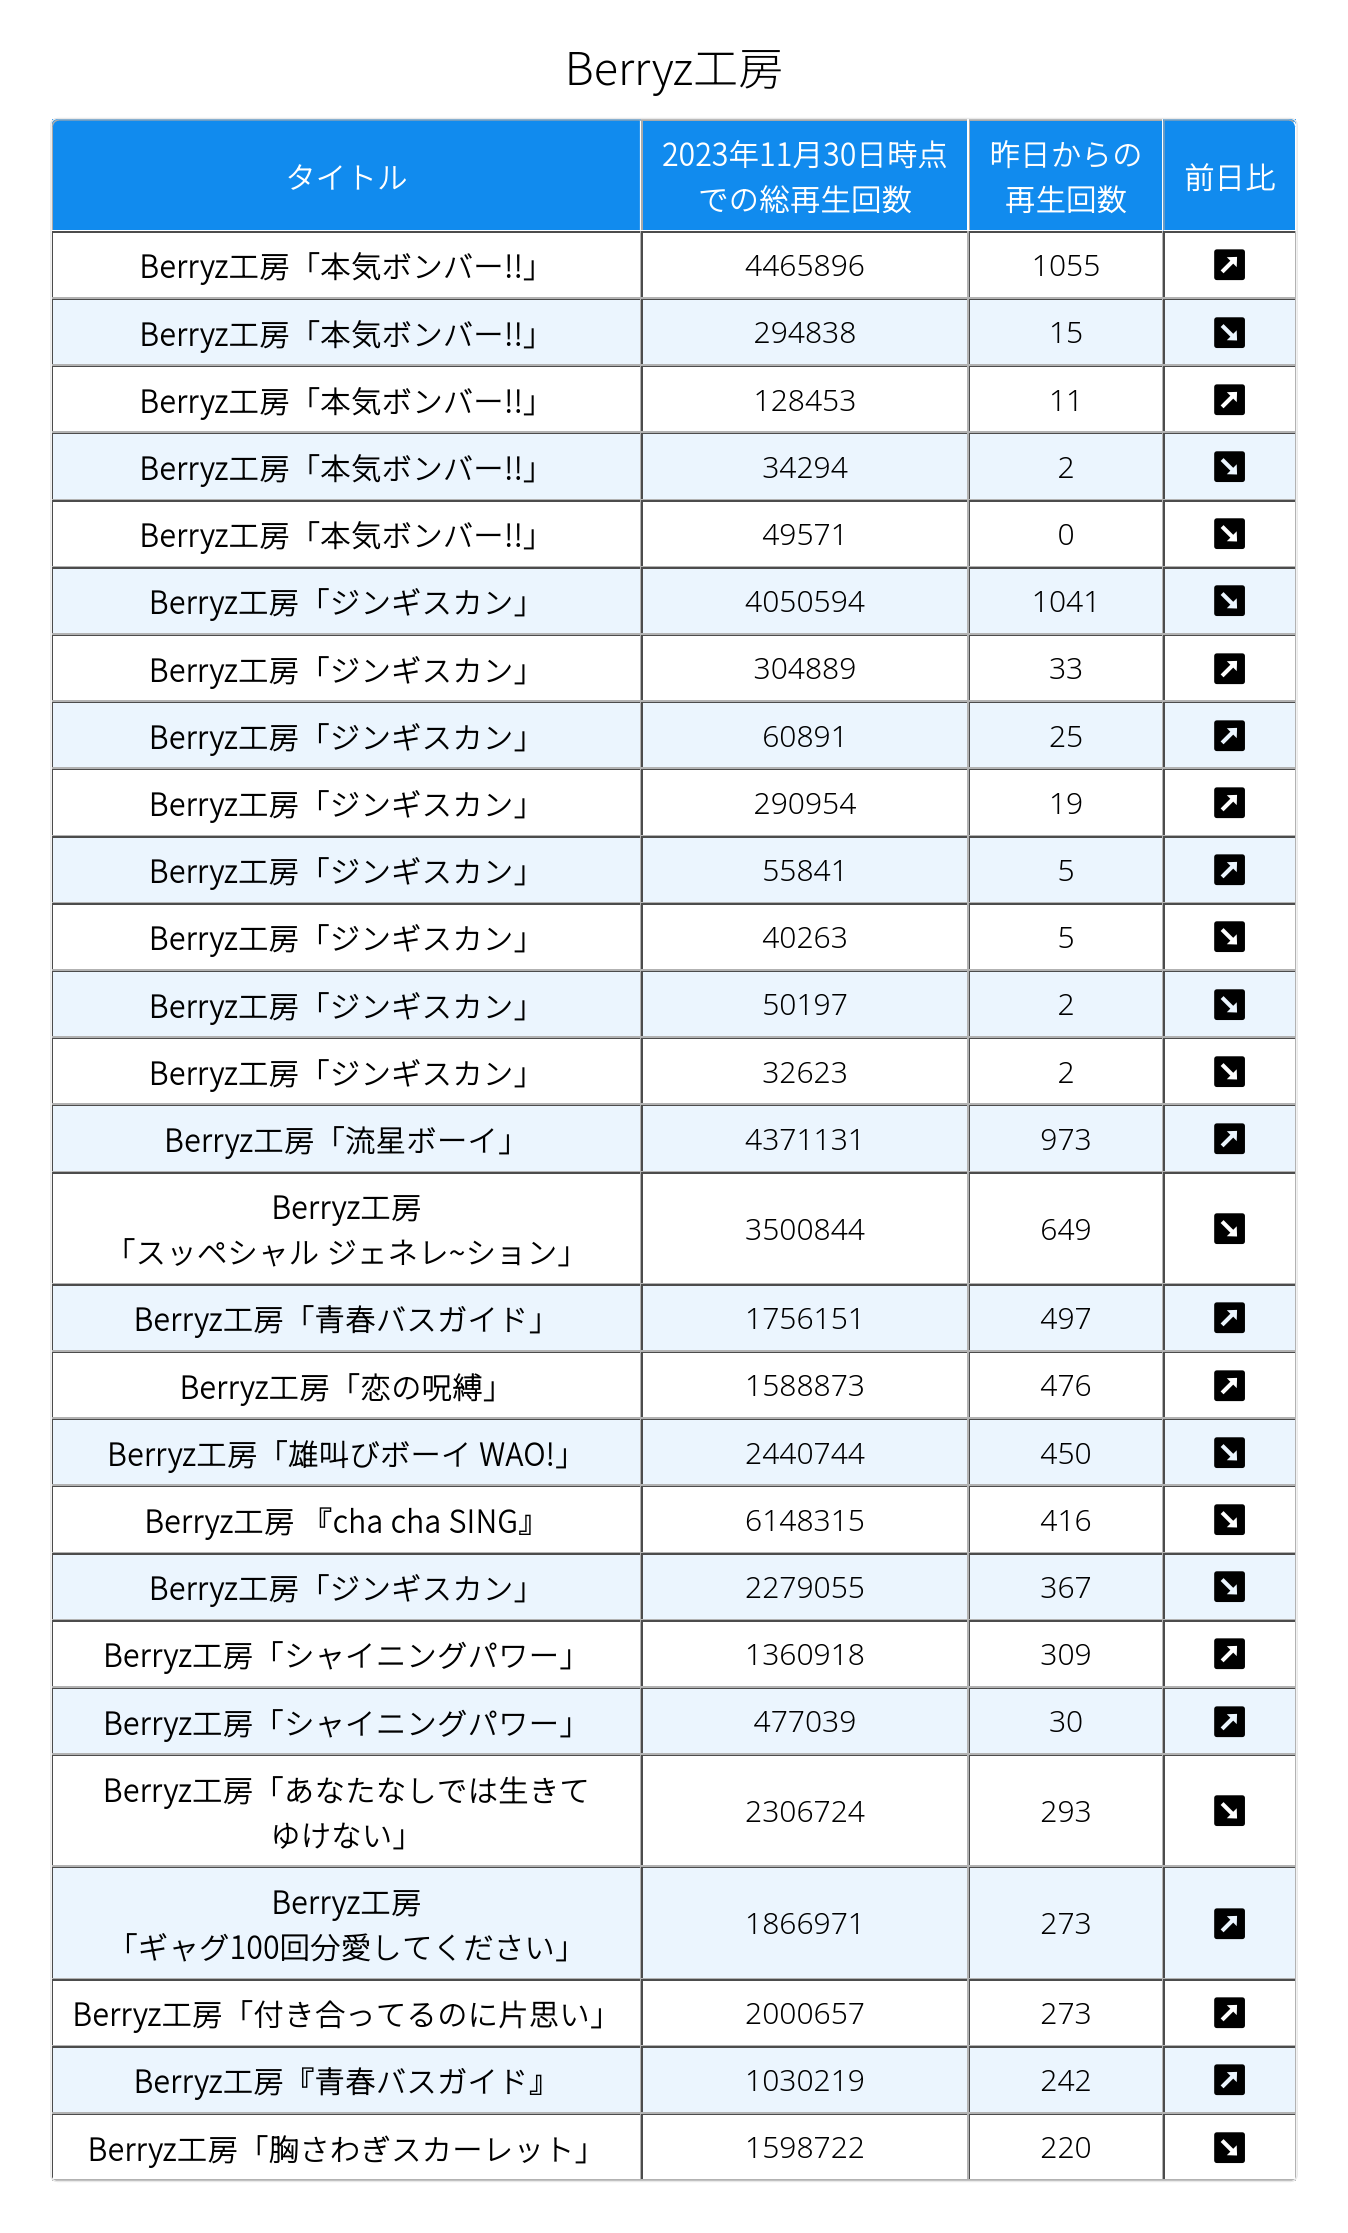 Berryz工房
タイトル 2023年11月30日時点 昨日からの 前日比
での総再生回数 再生回数
Berryz工房「本気ボンバー!!」 4465896 1055
Berryz工房「本気ボンバー!!」 294838 15
Berryz工房「本気ボンバー!!」 128453 11
Berryz工房「本気ボンバー!!」 34294 2
Berryz工房「本気ボンバー!!」 49571 0
Berryz工房「ジンギスカン」 4050594 1041
Berryz工房「ジンギスカン」 304889 33
Berryz工房「ジンギスカン」 60891 25
Berryz工房「ジンギスカン」 290954 19
Berryz工房「ジンギスカン」 55841 5
Berryz工房「ジンギスカン」 40263 5
Berryz工房「ジンギスカン」 50197 2
Berryz工房「ジンギスカン」 32623 2
Berryz工房「流星ボーイ」 4371131 973
Berryz工房
「スッペシャル ジェネレ~ション」 3500844 649
Berryz工房「青春バスガイド」 1756151 497
Berryz工房「恋の呪縛」 1588873 476
Berryz工房「雄叫びボーイ WAO!」 2440744 450
Berryz工房 『cha cha SING』 6148315 416
Berryz工房「ジンギスカン」 2279055 367
Berryz工房「シャイニングパワー」 1360918 309
Berryz工房「シャイニングパワー」 477039 30
Berryz工房「あなたなしでは生きて
ゆけない」 2306724 293
Berryz工房
「ギャグ100回分愛してください」 1866971 273
Berryz工房「付き合ってるのに片思い」 2000657 273
Berryz工房『青春バスガイド』 1030219 242
Berryz工房「胸さわぎスカーレット」 1598722 220